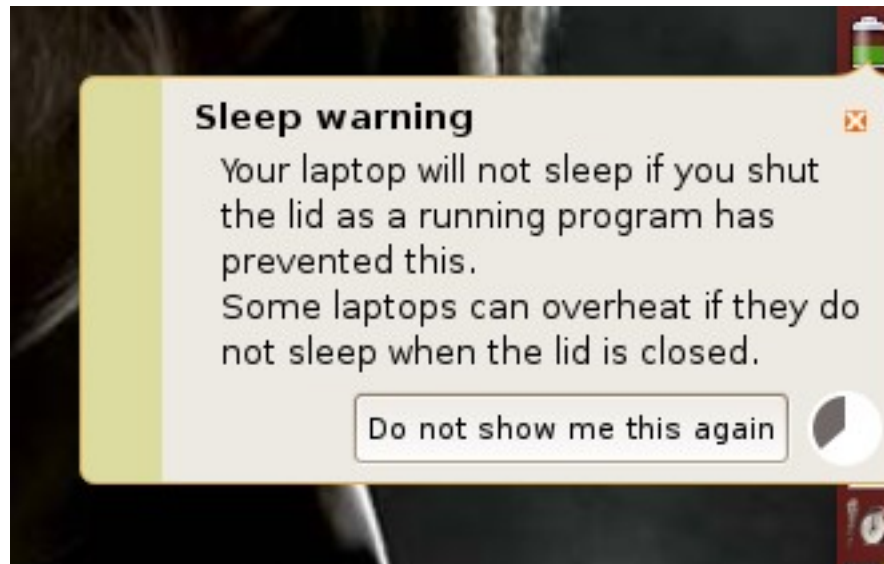 Sleep warning
Your laptop will not sleep if you shut
the lid as a running program has
prevented this.
Some laptops can overheat if they do
not sleep when the lid is closed.
Do not show me this again